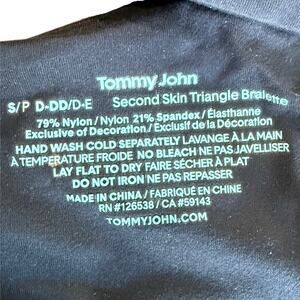 Tommy John
S/P D-DD/D-E Second Skin Triangle Bralette
79% Nylon / Nylon 21% Spandex / Élasthanne
Exclusive of Decoration / Exclusif de la Décoration
HAND WASH COLD SEPARATELY LAVANGE À LA MAIN
À TEMPERATURE FROIDE NO BLEACH NE PAS JAVELLISER
LAY FLAT TO DRY FAIRE SÉCHER À PLAT
DO NOT IRON NE PAS REPASSER
MADE IN CHINA / FABRIQUÉ EN CHINE
RN #126538 / CA #59143
TOMMYJOHN.COM